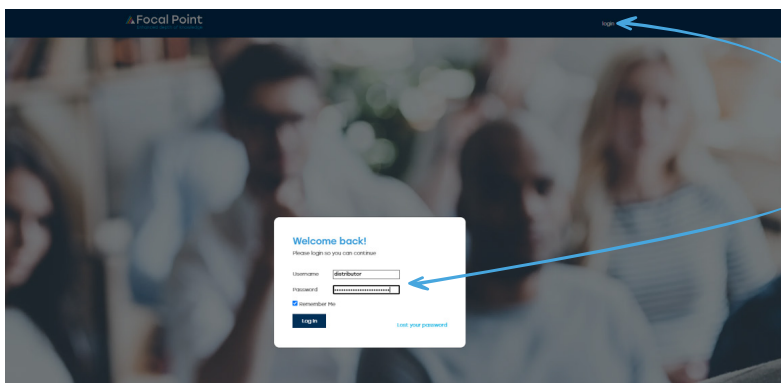 Focal Point
login
Welcome back!
Please login so you can continue
Username distributor
Password
Remember Me
Log In
Lost your password